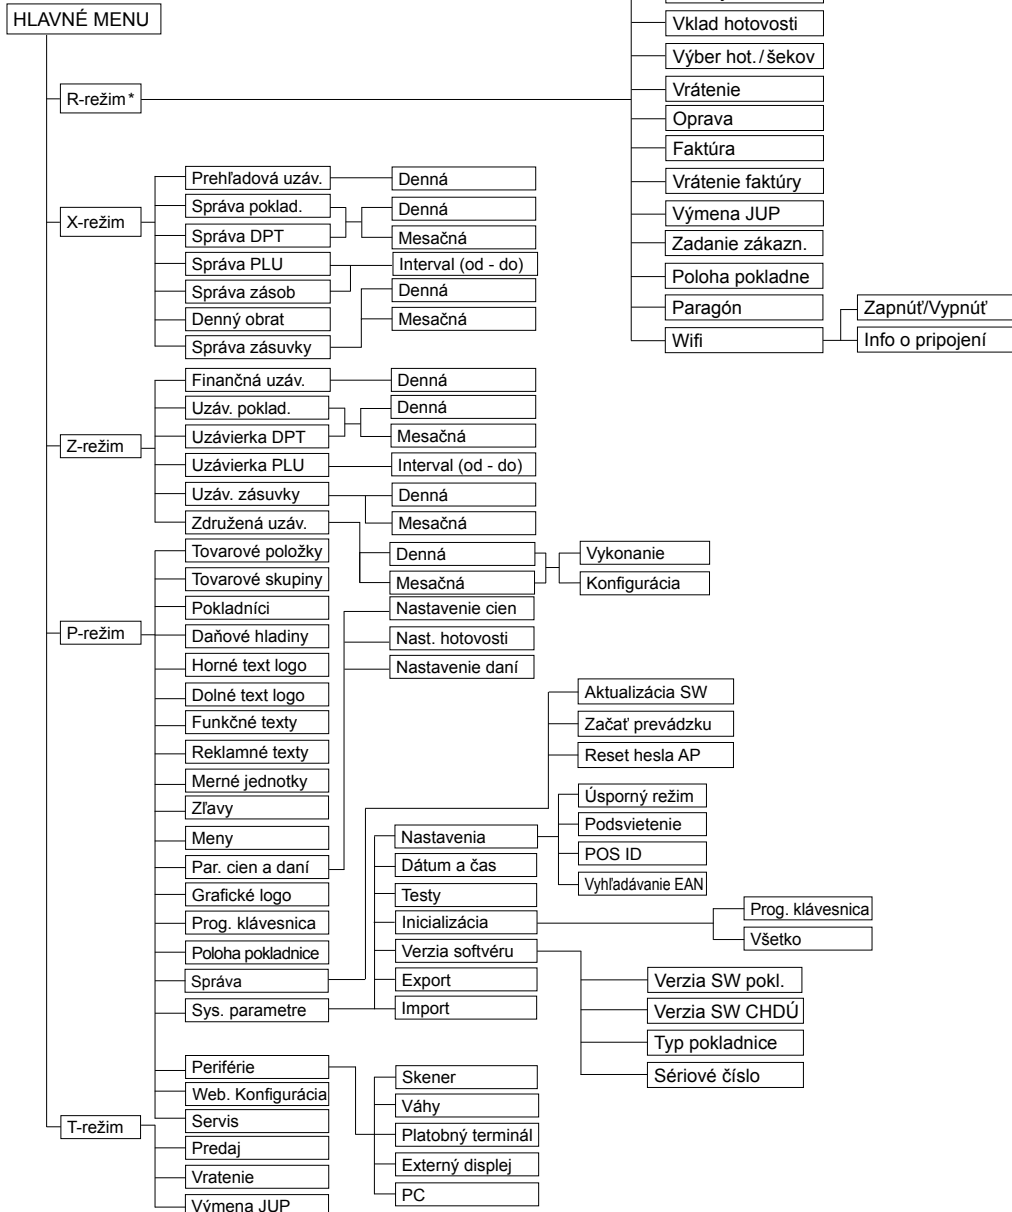 HLAVNÉ MENU
R-režim*
Vklad hotovosti
Výber hot./šekov
Vrátenie
Oprava
Faktúra
Vrátenie faktúry
Výmena JUP
Zadanie zákazn.
Poloha pokladne
Paragón
Wifi
Zapnúť/Vypnúť
Info o pripojení
X-režim
Prehľadová uzáv.
Denná
Správa poklad.
Správa DPT
Denná
Mesačná
Správa PLU
Správa zásob
Interval (od - do)
Denný obrat
Správa zásuvky
Denná
Mesačná
Z-režim
Finančná uzáv.
Denná
Uzáv. poklad.
Uzávierka DPT
Denná
Mesačná
Uzávierka PLU
Interval (od - do)
Uzáv. zásuvky
Denná
Mesačná
Združená uzáv.
Denná
Mesačná
Vykonanie
Konfigurácia
P-režim
Tovarové položky
Tovarové skupiny
Pokladníci
Daňové hladiny
Horné text logo
Dolné text logo
Funkčné texty
Reklamné texty
Merné jednotky
Zľavy
Meny
Par. cien a daní
Nastavenie cien
Nast. hotovosti
Nastavenie daní
Grafické logo
Prog. klávesnica
Poloha pokladnice
Správa
Aktualizácia SW
Začať prevádzku
Reset hesla AP
Sys. parametre
Nastavenia
Úsporný režim
Podsvietenie
POS ID
Vyhľadávanie EAN
Dátum a čas
Testy
Inicializácia
Prog. klávesnica
Všetko
Verzia softvéru
Verzia SW pokl.
Verzia SW CHDÚ
Typ pokladnice
Sériové číslo
Export
Import
Periférie
Skener
Váhy
Platobný terminál
Externý displej
PC
Web. Konfigurácia
Servis
T-režim
Predaj
Vratenie
Výmena JUP